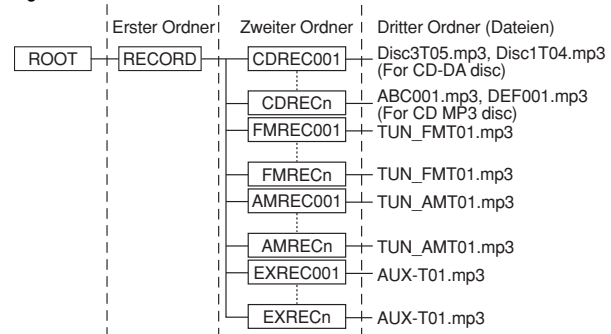 Erster Ordner Zweiter Ordner Dritter Ordner (Dateien)
ROOT RECORD CDREC001 Disc3T05.mp3, Disc1T04.mp3
(For CD-DA disc)
CDRECn ABC001.mp3, DEF001.mp3
(For CD MP3 disc)
FMREC001 TUN_FMT01.mp3
FMRECn TUN_FMT01.mp3
AMREC001 TUN_AMT01.mp3
AMRECn TUN_AMT01.mp3
EXREC001 AUX-T01.mp3
EXRECn AUX-T01.mp3